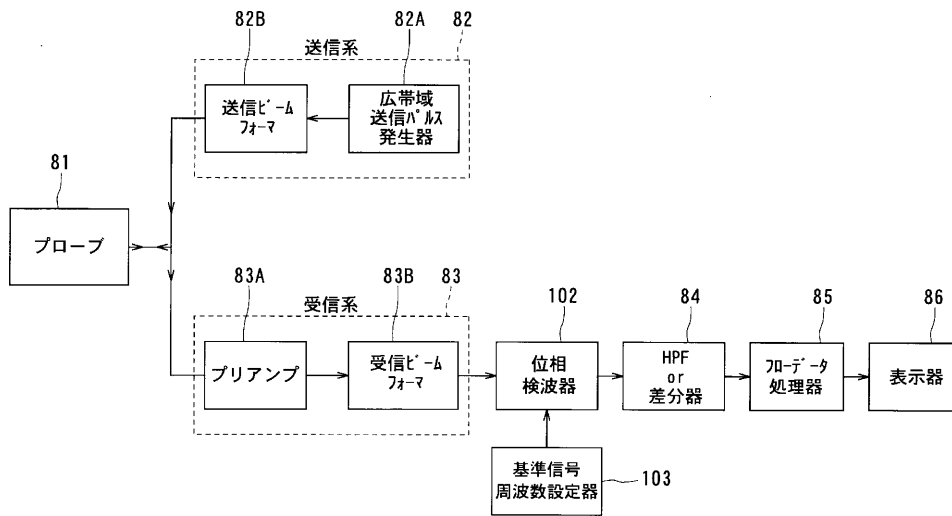 82B
82A
82
送信系
送信ビーム
フォーマ
広帯域
送信パルス
発生器
81
プローブ
83A
83B
83
受信系
プリアンプ
受信ビーム
フォーマ
102
位相
検波器
84
HPF
or
差分器
85
フローデータ
処理器
86
表示器
基準信号
周波数設定器
103